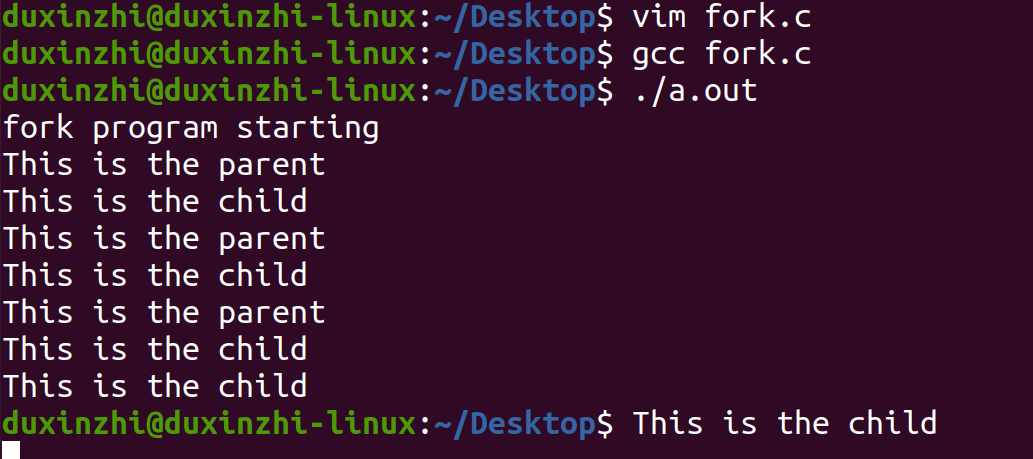 duxinzhi@duxinzhi-linux:~/Desktop$ vim fork.c
duxinzhi@duxinzhi-linux:~/Desktop$ gcc fork.c
duxinzhi@duxinzhi-linux:~/Desktop$ ./a.out
fork program starting
This is the parent
This is the child
This is the parent
This is the child
This is the parent
This is the child
This is the child
duxinzhi@duxinzhi-linux:~/Desktop$ This is the child